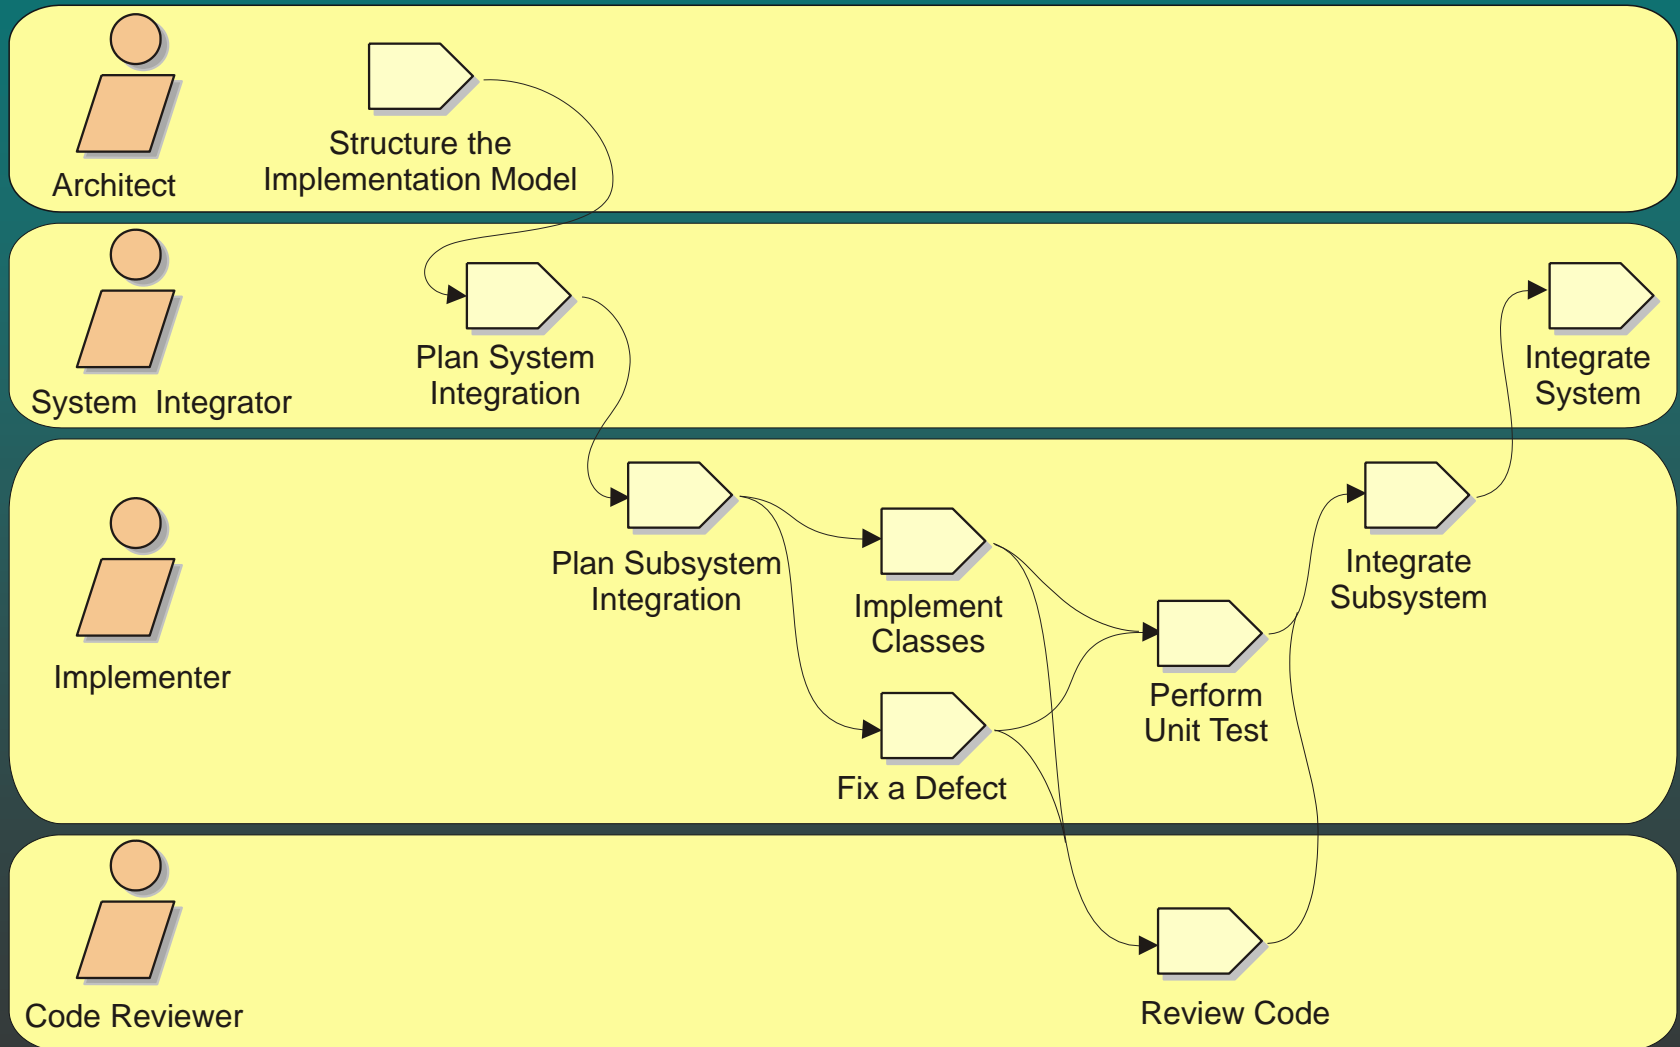 Structure the
Implementation Model
Architect
Plan System
Integration
Integrate
System
System  Integrator
Plan Subsystem
Integration
Implement
Classes
Integrate
Subsystem
Implementer
Perform
Unit Test
Fix a Defect
Code Reviewer
Review Code